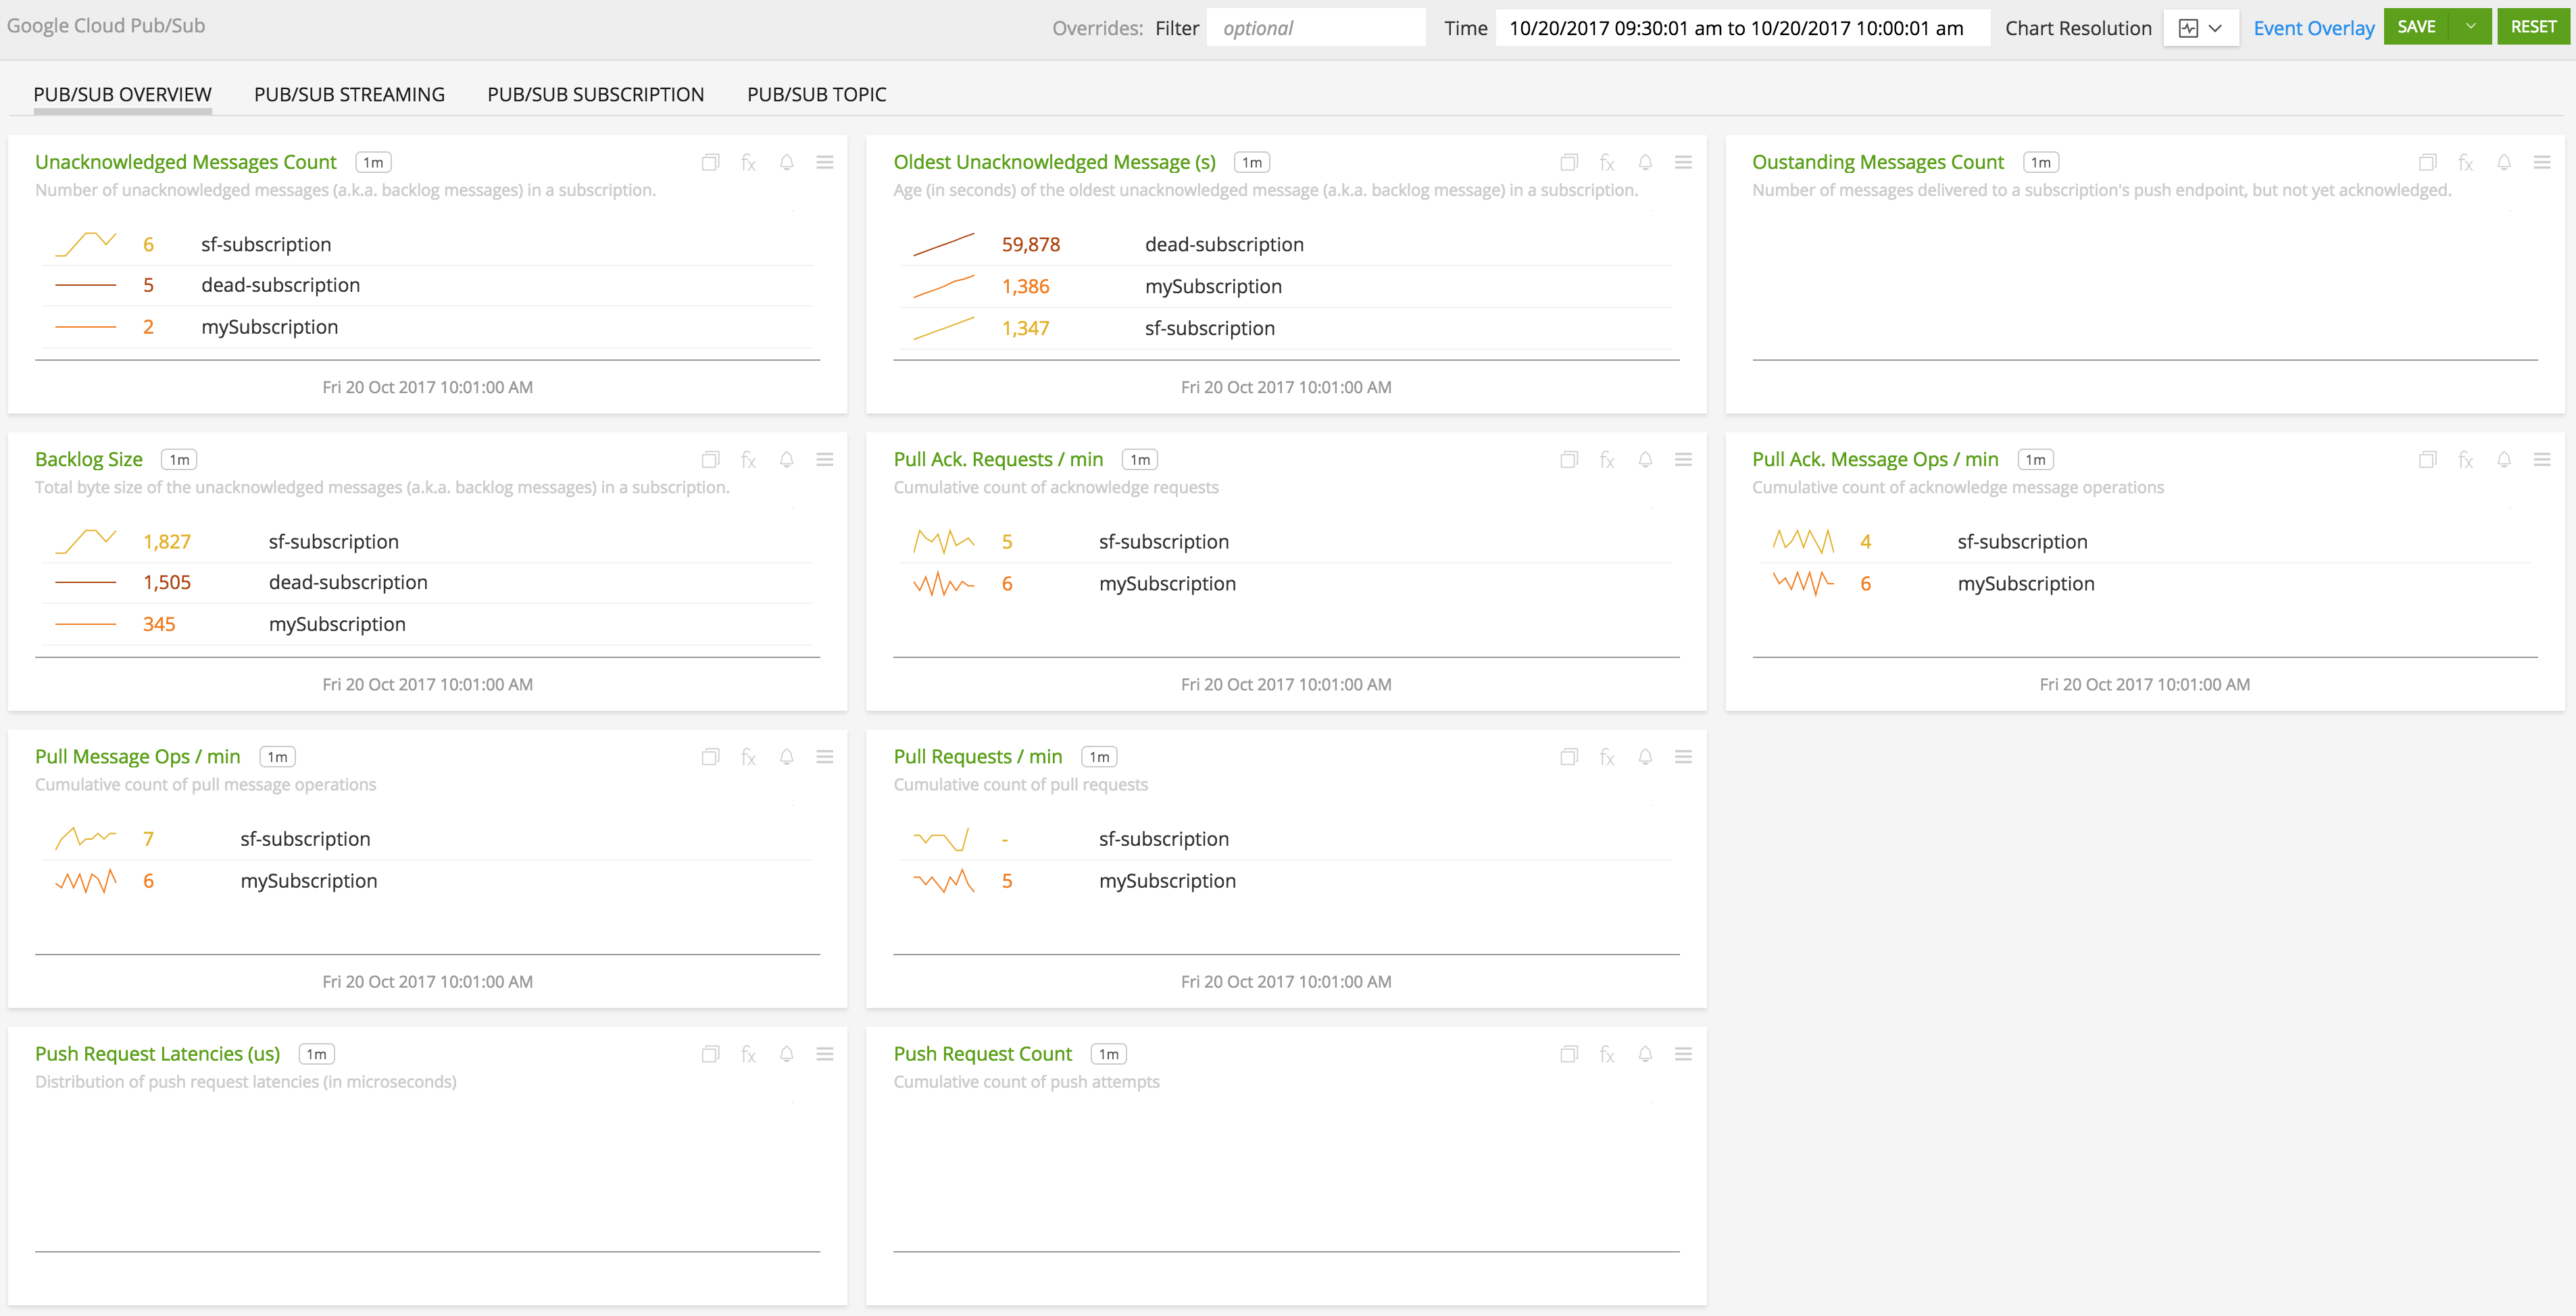 Google Cloud Pub/Sub
Overrides: Filter optional Time 10/20/2017 09:30:01 am to 10/20/2017 10:00:01 am Chart Resolution Event Overlay SAVE RESET
PUB/SUB OVERVIEW PUB/SUB STREAMING PUB/SUB SUBSCRIPTION PUB/SUB TOPIC
Unacknowledged Messages Count 1m fx
Number of unacknowledged messages (a.k.a. backlog messages) in a subscription.
6 sf-subscription
5 dead-subscription
2 mySubscription
Fri 20 Oct 2017 10:01:00 AM
Oldest Unacknowledged Message (s) 1m fx
Age (in seconds) of the oldest unacknowledged message (a.k.a. backlog message) in a subscription.
59,878 dead-subscription
1,386 mySubscription
1,347 sf-subscription
Fri 20 Oct 2017 10:01:00 AM
Oustanding Messages Count 1m fx
Number of messages delivered to a subscription's push endpoint, but not yet acknowledged.
Backlog Size 1m fx
Total byte size of the unacknowledged messages (a.k.a. backlog messages) in a subscription.
1,827 sf-subscription
1,505 dead-subscription
345 mySubscription
Fri 20 Oct 2017 10:01:00 AM
Pull Ack. Requests / min 1m fx
Cumulative count of acknowledge requests
5 sf-subscription
6 mySubscription
Fri 20 Oct 2017 10:01:00 AM
Pull Ack. Message Ops / min 1m fx
Cumulative count of acknowledge message operations
4 sf-subscription
6 mySubscription
Fri 20 Oct 2017 10:01:00 AM
Pull Message Ops / min 1m fx
Cumulative count of pull message operations
7 sf-subscription
6 mySubscription
Fri 20 Oct 2017 10:01:00 AM
Pull Requests / min 1m fx
Cumulative count of pull requests
- sf-subscription
5 mySubscription
Fri 20 Oct 2017 10:01:00 AM
Push Request Latencies (us) 1m fx
Distribution of push request latencies (in microseconds)
Push Request Count 1m fx
Cumulative count of push attempts